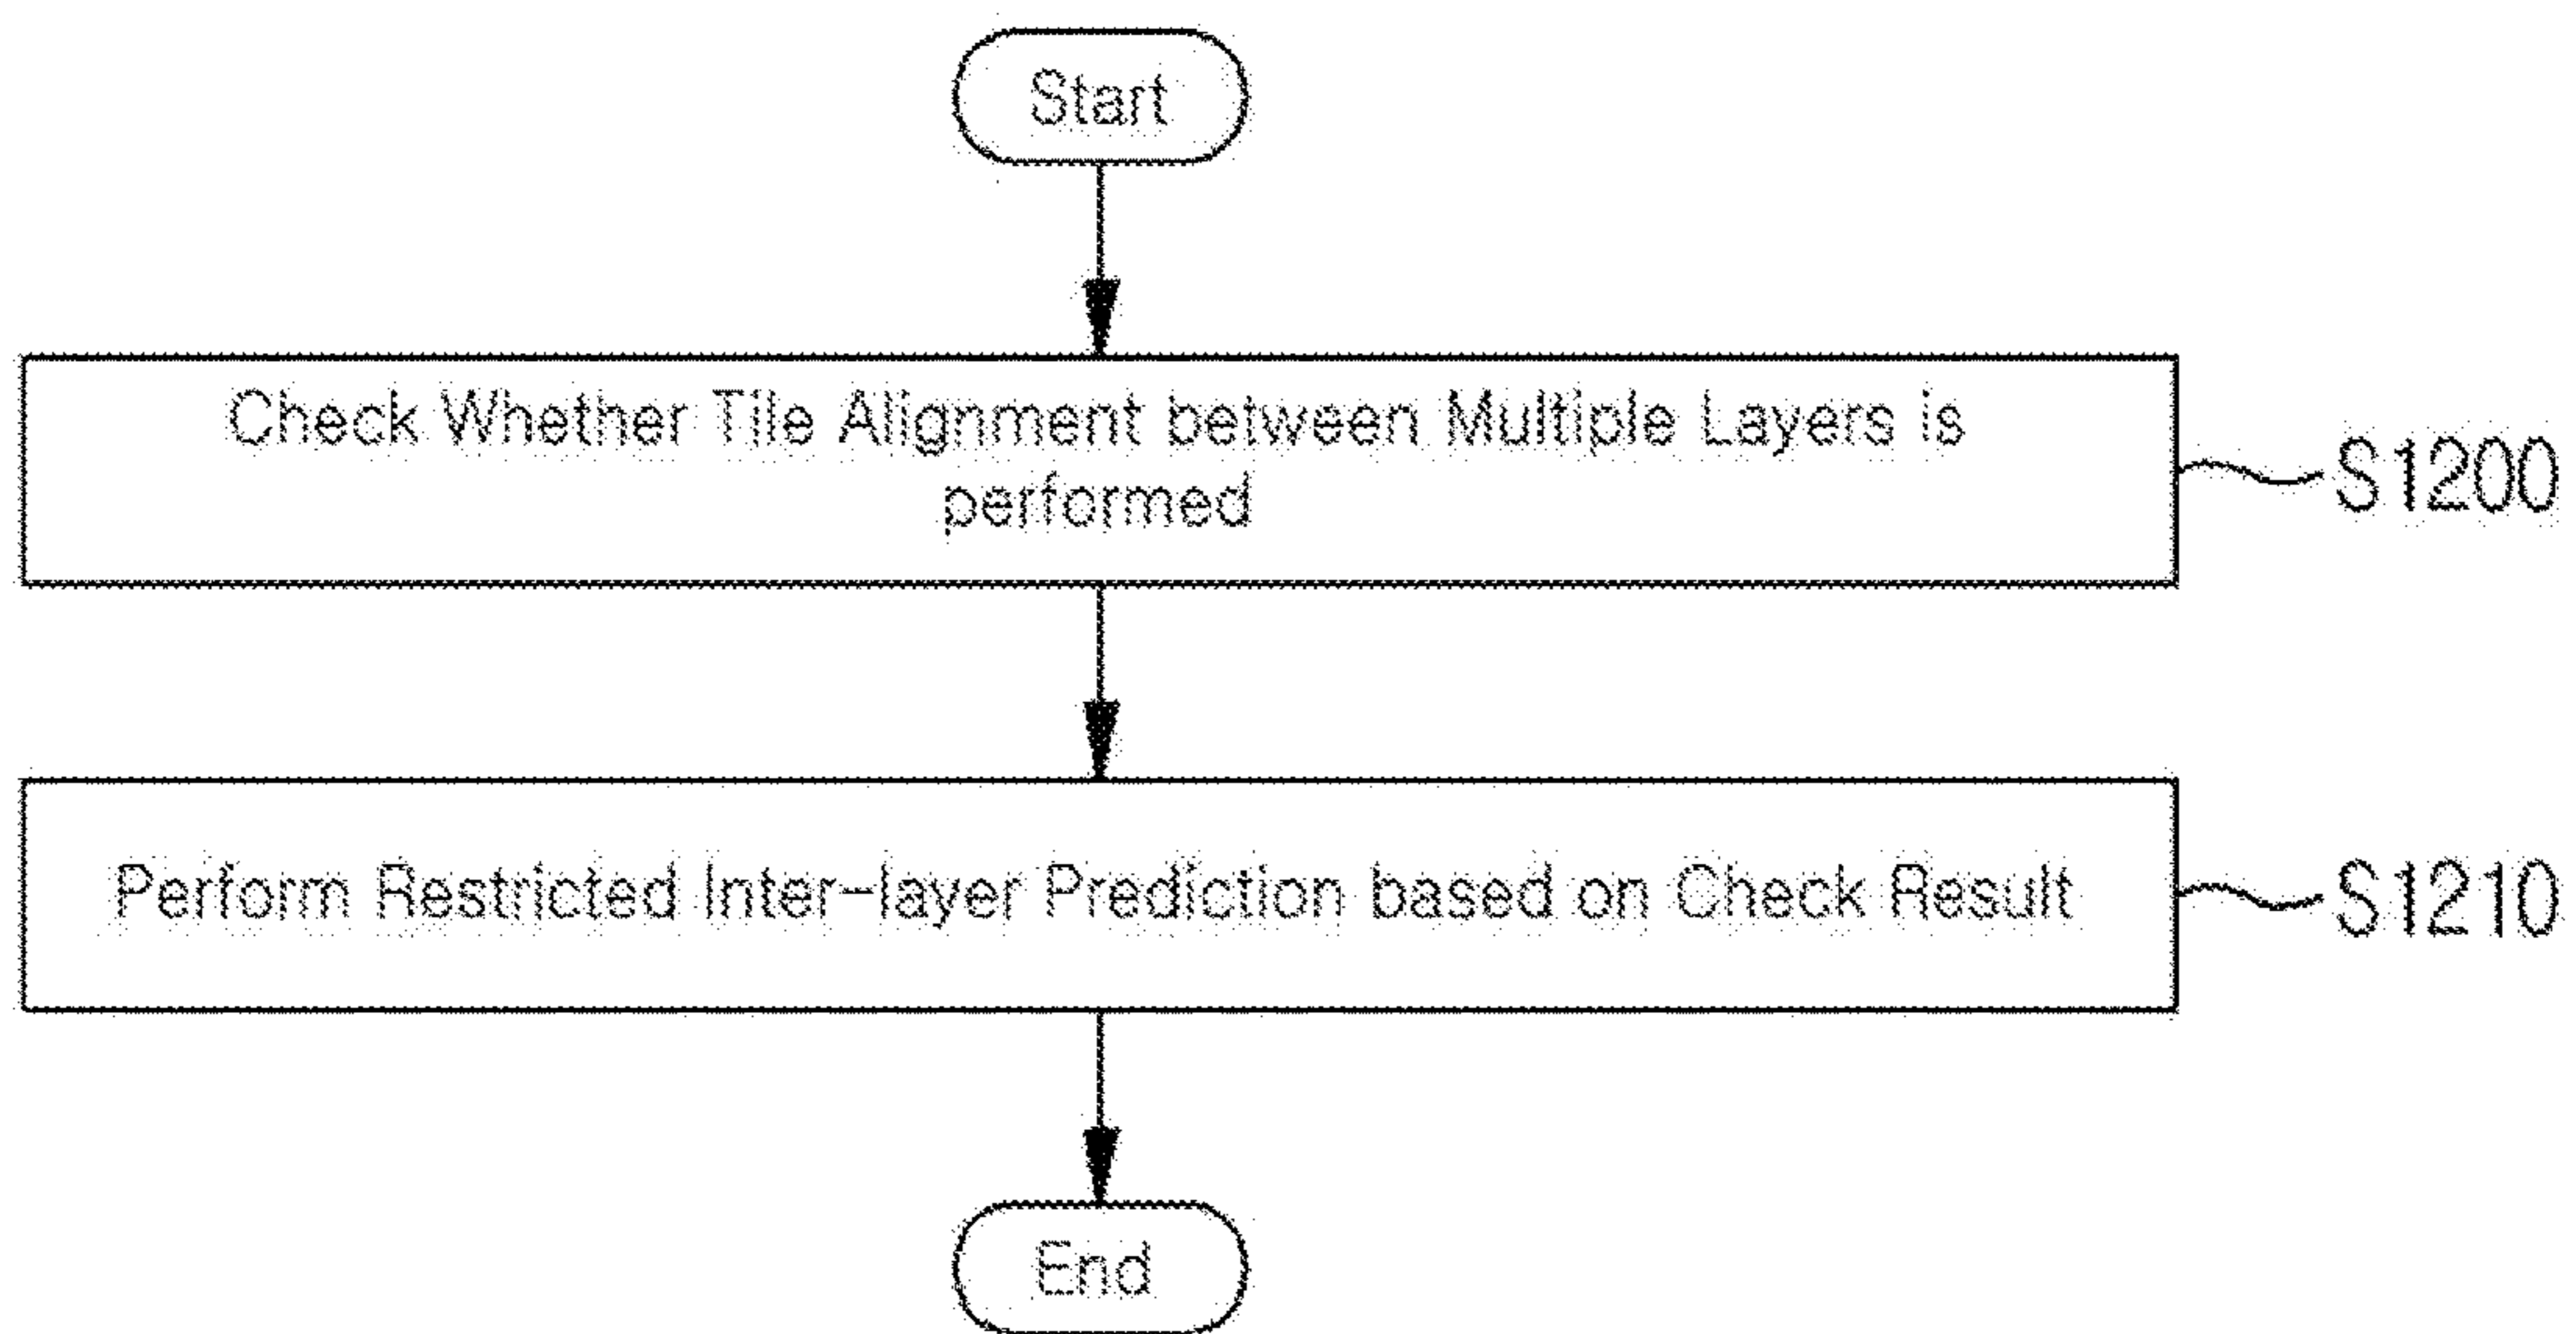 Start
Check Whether Tile Alignment between Multiple Layers is
performed
S1200
Perform Restricted Inter-layer Prediction based on Check Result
S1210
End